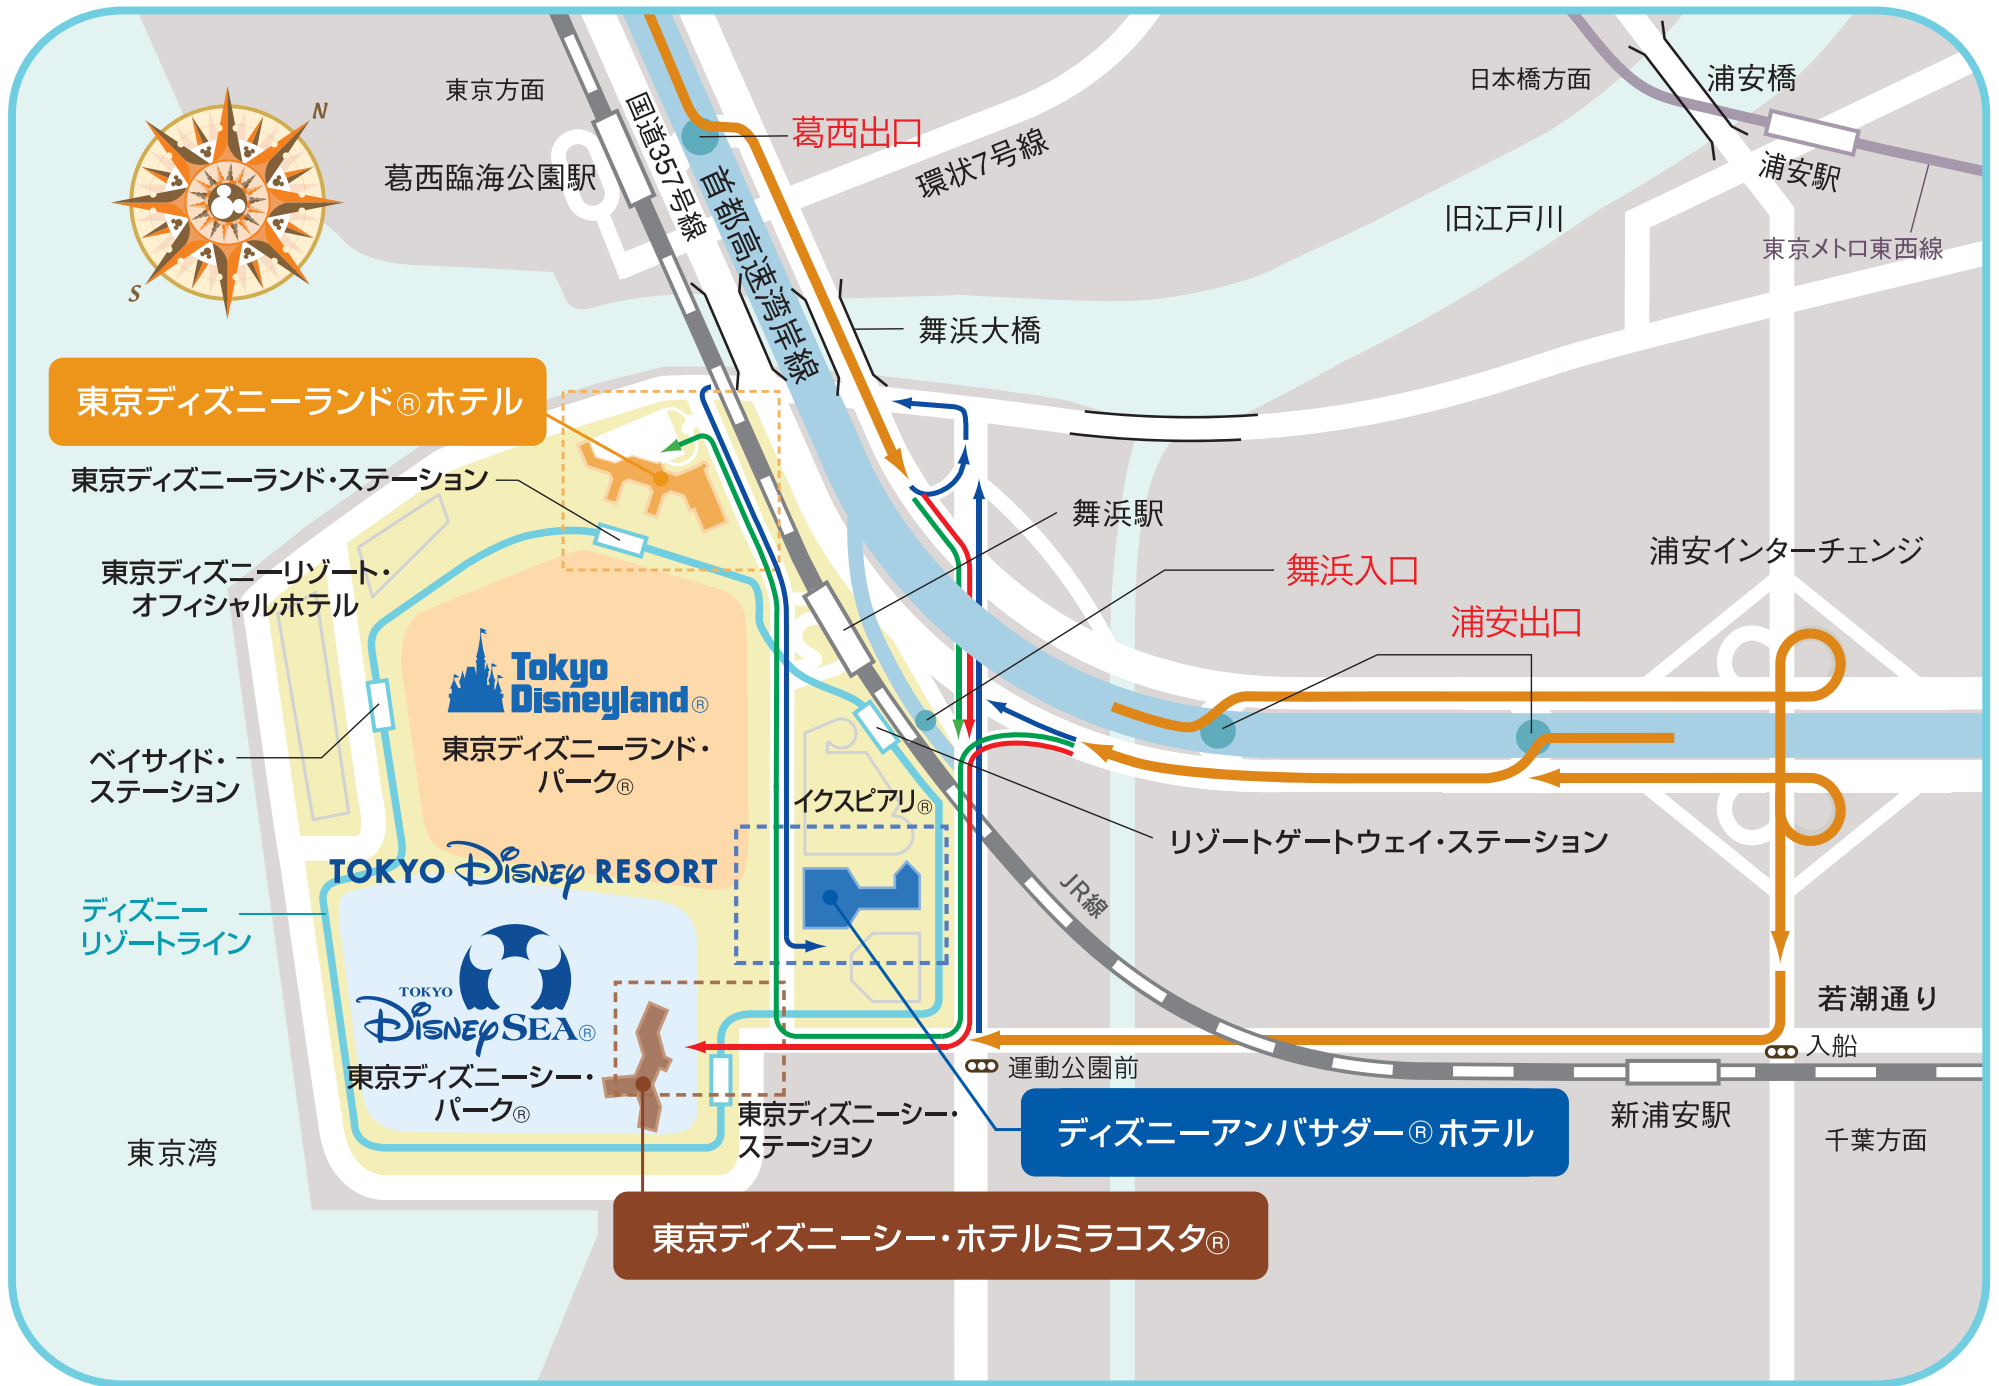 N
S
東京方面
国道357号線
葛西出口
葛西臨海公園駅
首都高速湾岸線
環状7号線
日本橋方面
浦安橋
浦安駅
旧江戸川
東京メトロ東西線
舞浜大橋
東京ディズニーランド®ホテル
東京ディズニーランド・ステーション
舞浜駅
東京ディズニーリゾート・
オフィシャルホテル
舞浜入口
浦安インターチェンジ
浦安出口
Tokyo
Disneyland®
東京ディズニーランド・
パーク®
ベイサイド・
ステーション
イクスピアリ®
リゾートゲートウェイ・ステーション
TOKYO DISNEY RESORT
JR線
ディズニー
リゾートライン
TOKYO
DISNEY SEA®
東京ディズニーシー・
パーク®
若潮通り
入船
運動公園前
東京ディズニーシー・
ステーション
ディズニーアンバサダー®ホテル
新浦安駅
千葉方面
東京湾
東京ディズニーシー・ホテルミラコスタ®